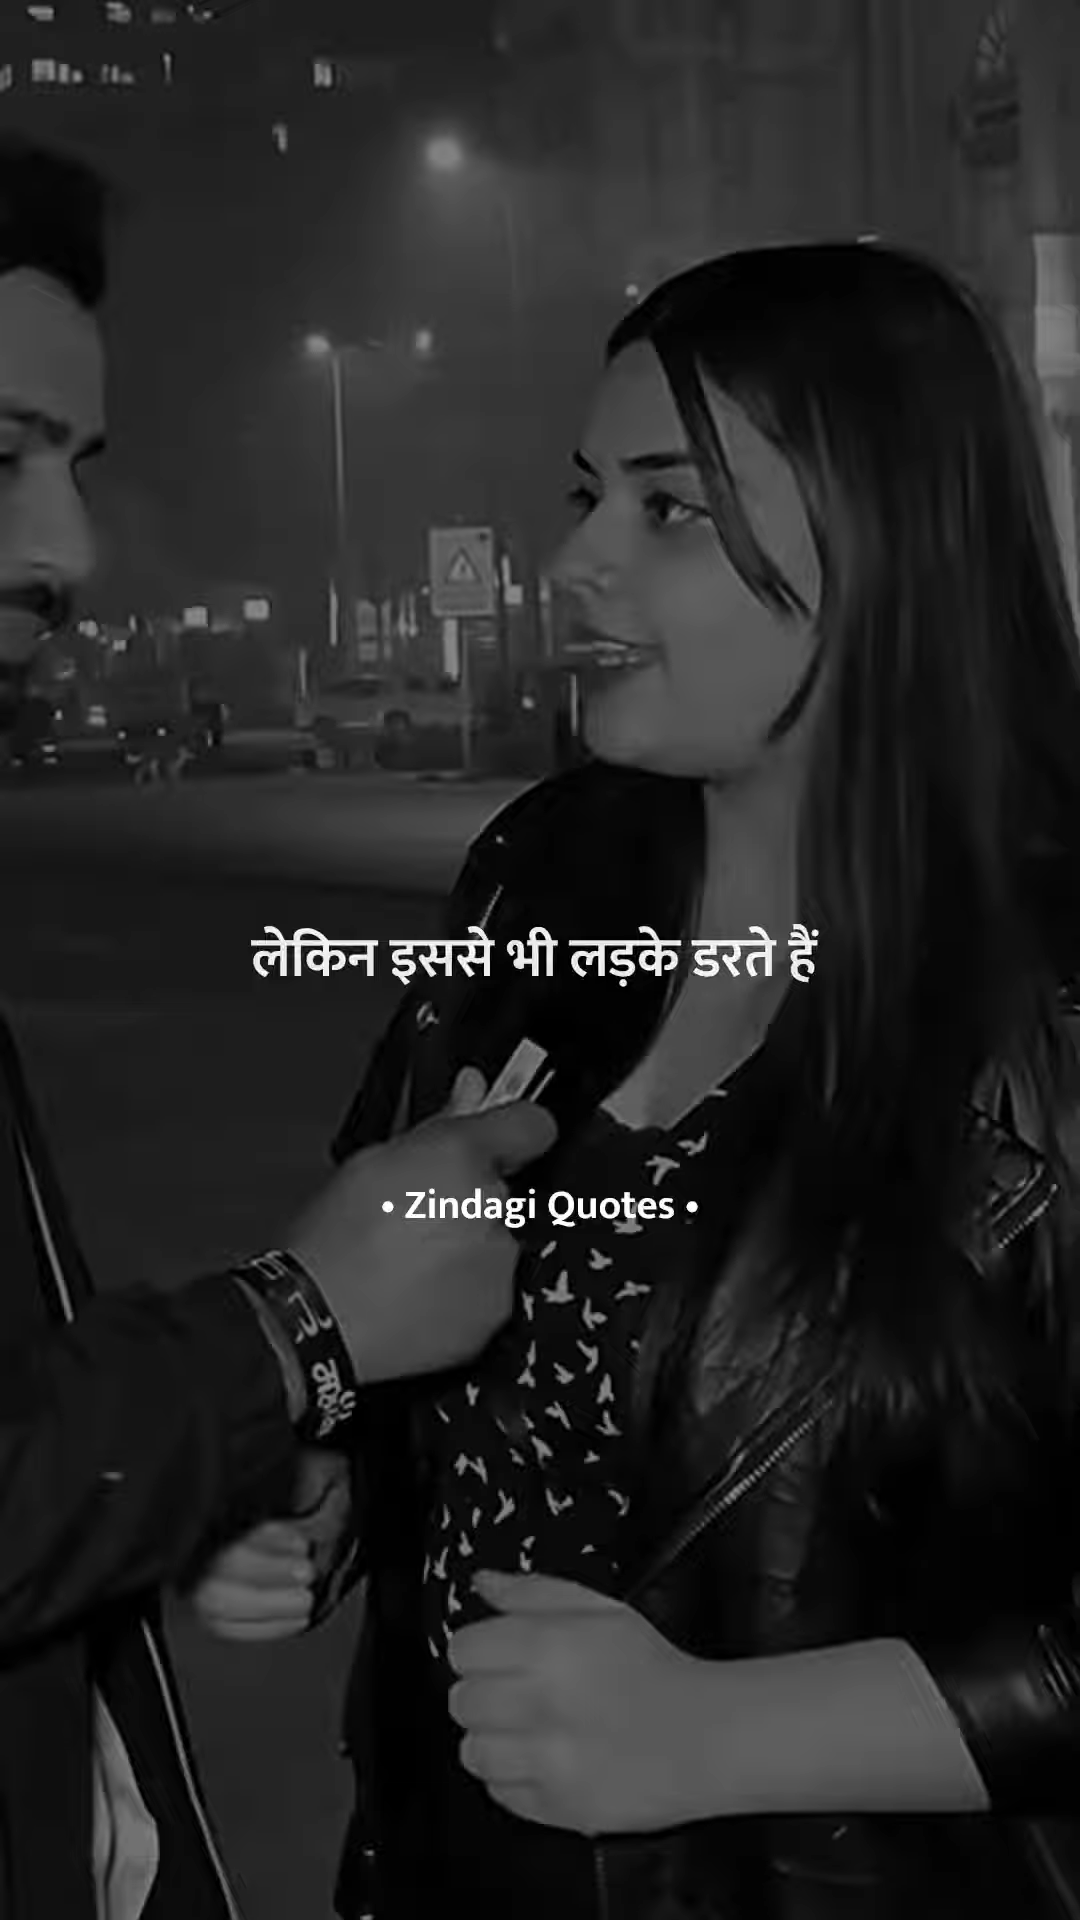 लेकिन इससे भी लड़के डरते हैं
• Zindagi Quotes •